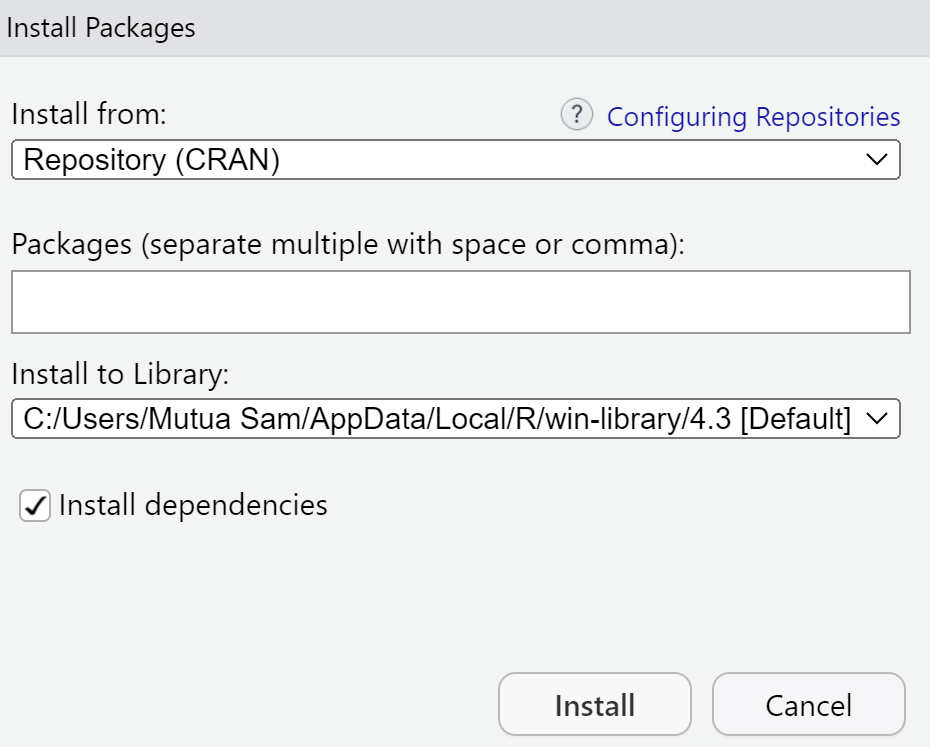 Install Packages
Install from:
? Configuring Repositories
Repository (CRAN)
Packages (separate multiple with space or comma):
Install to Library:
C:/Users/Mutua Sam/AppData/Local/R/win-library/4.3 [Default]
Install dependencies
Install Cancel